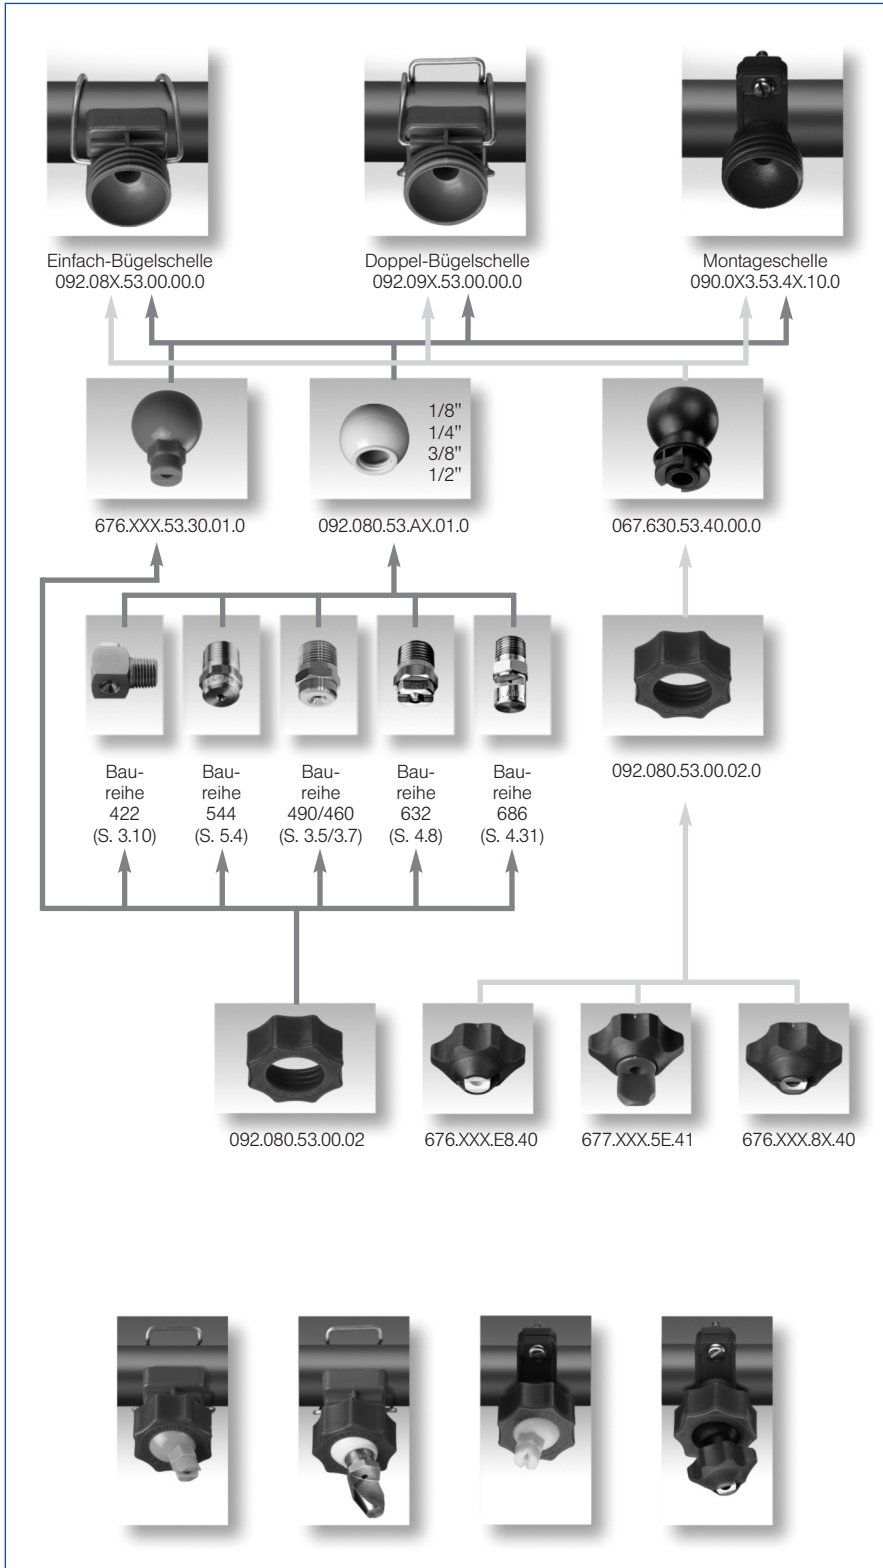 Einfach-Bügelschelle
092.08X.53.00.00.0
Doppel-Bügelschelle
092.09X.53.00.00.0
Montageschelle
090.0X3.53.4X.10.0
1/8"
1/4"
3/8"
1/2"
676.XXX.53.30.01.0
092.080.53.AX.01.0
067.630.53.40.00.0
Bau-
reihe
422
(S. 3.10)
Bau-
reihe
544
(S. 5.4)
Bau-
reihe
490/460
(S. 3.5/3.7)
Bau-
reihe
632
(S. 4.8)
Bau-
reihe
686
(S. 4.31)
092.080.53.00.02.0
092.080.53.00.02
676.XXX.E8.40
677.XXX.5E.41
676.XXX.8X.40